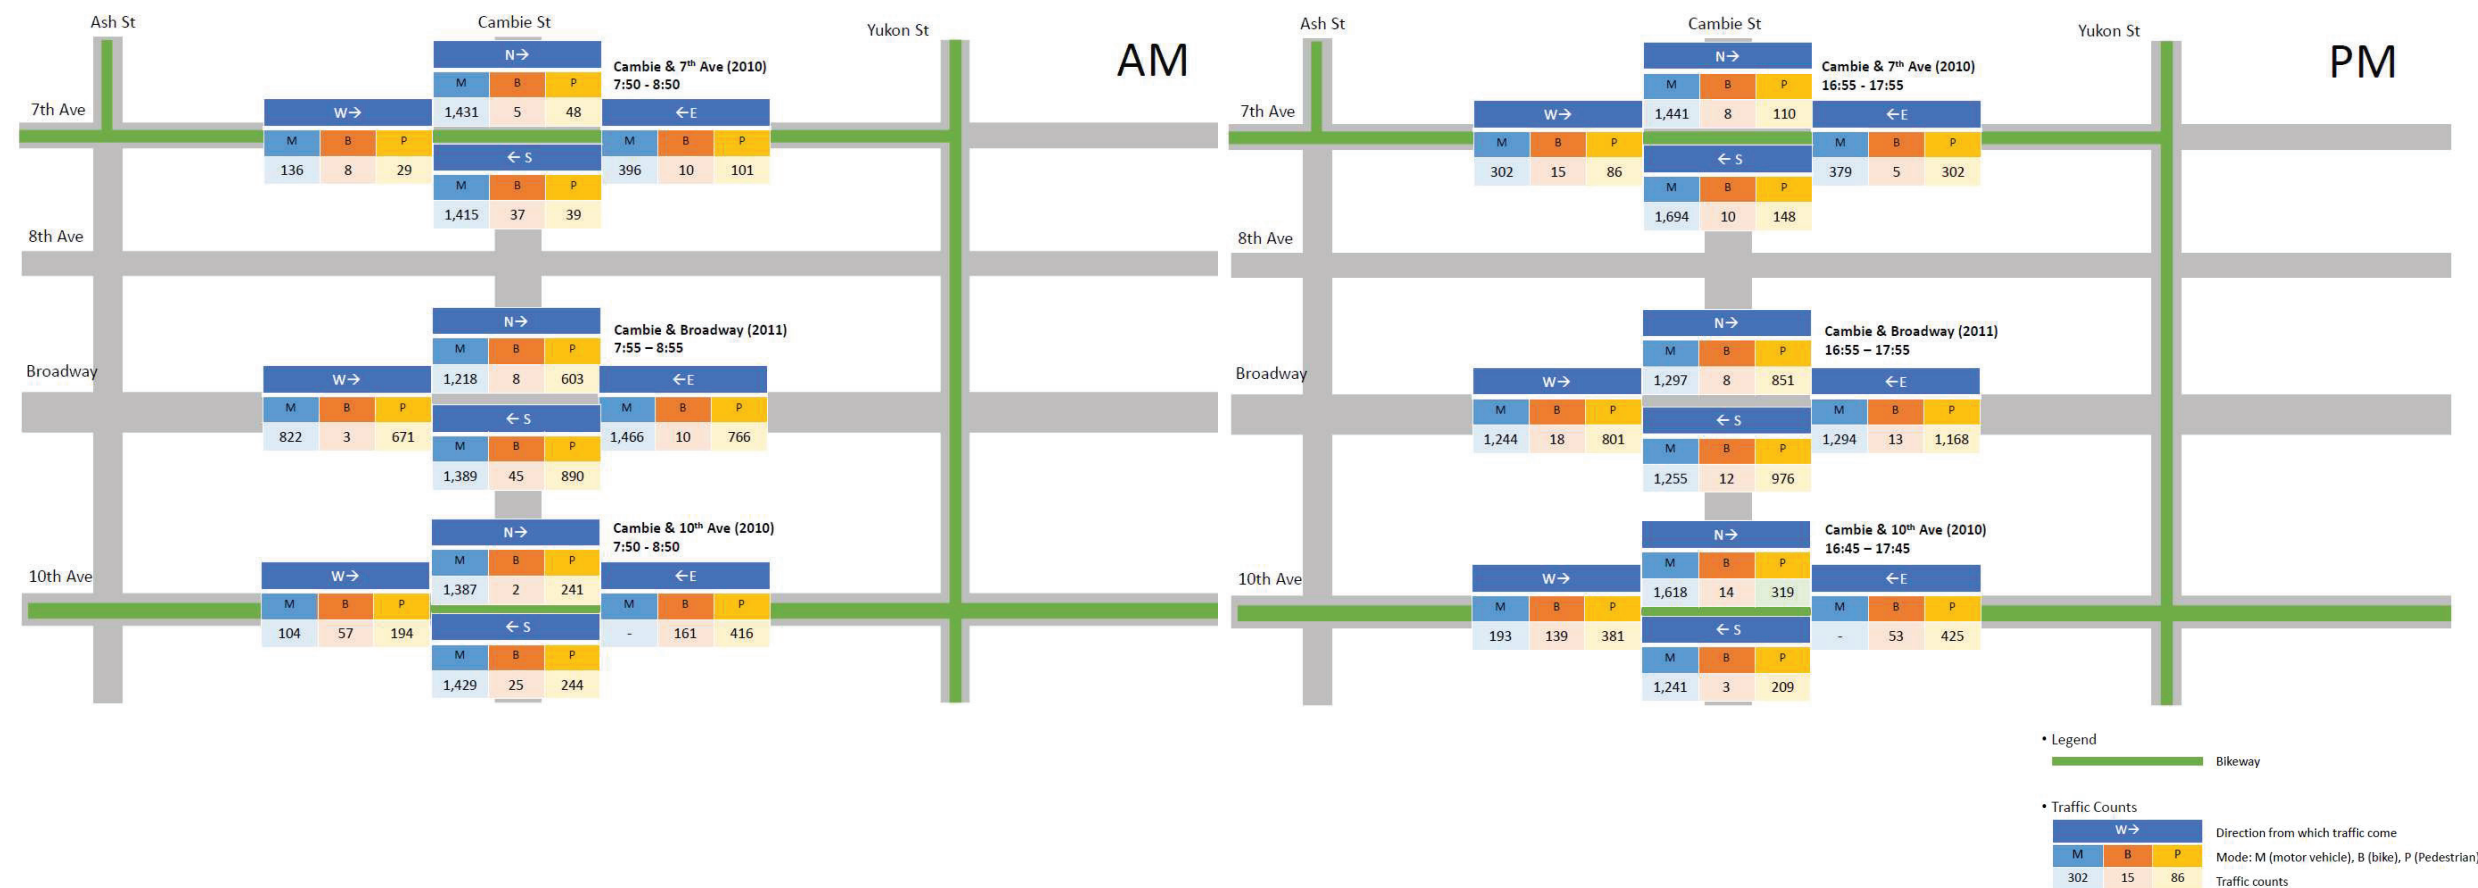 Ash St
Cambie St
Yukon St
AM
N→
M B P
1,431 5 48
Cambie & 7th Ave (2010)
7:50 - 8:50
7th Ave
W→
M B P
136 8 29
←E
M B P
396 10 101
← S
M B P
1,415 37 39
8th Ave
N→
M B P
1,218 8 603
Cambie & Broadway (2011)
7:55 – 8:55
Broadway
W→
M B P
822 3 671
←E
M B P
1,466 10 766
← S
M B P
1,389 45 890
N→
M B P
1,387 2 241
Cambie & 10th Ave (2010)
7:50 - 8:50
10th Ave
W→
M B P
104 57 194
←E
M B P
- 161 416
← S
M B P
1,429 25 244
Ash St
Cambie St
Yukon St
PM
N→
M B P
1,441 8 110
Cambie & 7th Ave (2010)
16:55 - 17:55
7th Ave
W→
M B P
302 15 86
←E
M B P
379 5 302
← S
M B P
1,694 10 148
8th Ave
N→
M B P
1,297 8 851
Cambie & Broadway (2011)
16:55 – 17:55
Broadway
W→
M B P
1,244 18 801
←E
M B P
1,294 13 1,168
← S
M B P
1,255 12 976
N→
M B P
1,618 14 319
Cambie & 10th Ave (2010)
16:45 – 17:45
10th Ave
W→
M B P
193 139 381
←E
M B P
- 53 425
← S
M B P
1,241 3 209
• Legend
Bikeway
• Traffic Counts
W→ Direction from which traffic come
M B P Mode: M (motor vehicle), B (bike), P (Pedestrian)
302 15 86 Traffic counts